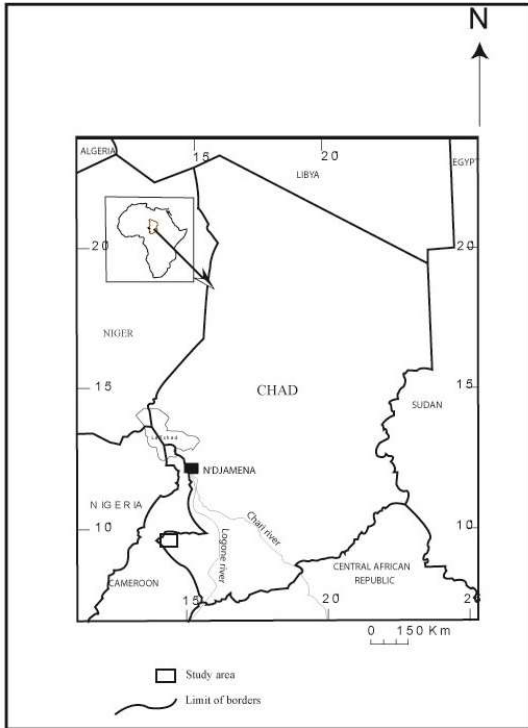 N
ALGERIA
15
20
EGYPT
LIBYA
20
20
NIGER
15
CHAD
15
SUDAN
N'DJAMENA
NIGERIA
10
10
Chari river
Logone river
CENTRAL AFRICAN
REPUBLIC
CAMEROON
15
20
0 150 Km
Study area
Limit of borders